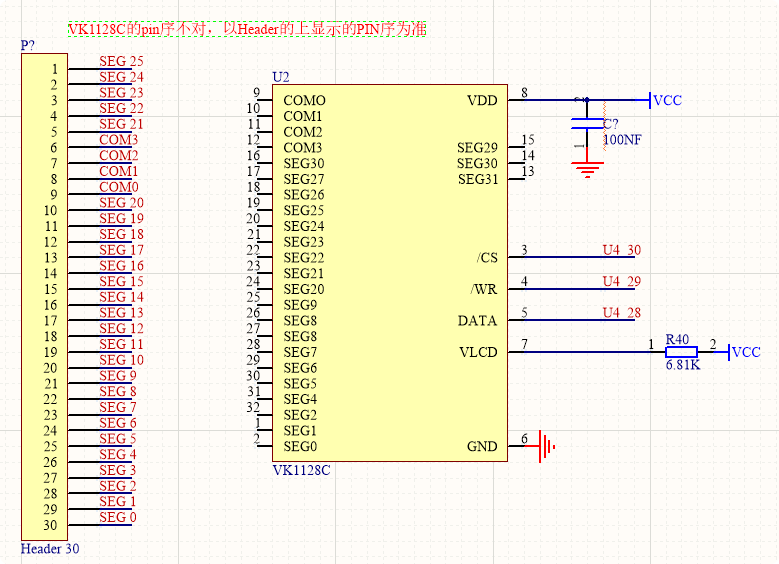 VK1128C的pin序不对，以Header的上显示的PIN序为准
P?
1 SEG 25
2 SEG 24
3 SEG 23
4 SEG 22
5 SEG 21
6 COM3
7 COM2
8 COM1
9 COM0
10 SEG 20
11 SEG 19
12 SEG 18
13 SEG 17
14 SEG 16
15 SEG 15
16 SEG 14
17 SEG 13
18 SEG 12
19 SEG 11
20 SEG 10
21 SEG 9
22 SEG 8
23 SEG 7
24 SEG 6
25 SEG 5
26 SEG 4
27 SEG 3
28 SEG 2
29 SEG 1
30 SEG 0
Header 30
U2
9 COMO
10 COM1
11 COM2
12 COM3
16 SEG30
17 SEG27
18 SEG26
19 SEG25
20 SEG24
21 SEG23
22 SEG22
23 SEG21
24 SEG20
25 SEG9
26 SEG8
27 SEG8
28 SEG7
29 SEG6
30 SEG5
31 SEG4
32 SEG2
1 SEG1
2 SEG0
VDD 8
VCC
2
C?
100NF
1
SEG29 15
SEG30 14
SEG31 13
/CS 3 U4_30
/WR 4 U4_29
DATA 5 U4_28
VLCD 7
1 R40 2 VCC
6.81K
GND 6
VK1128C